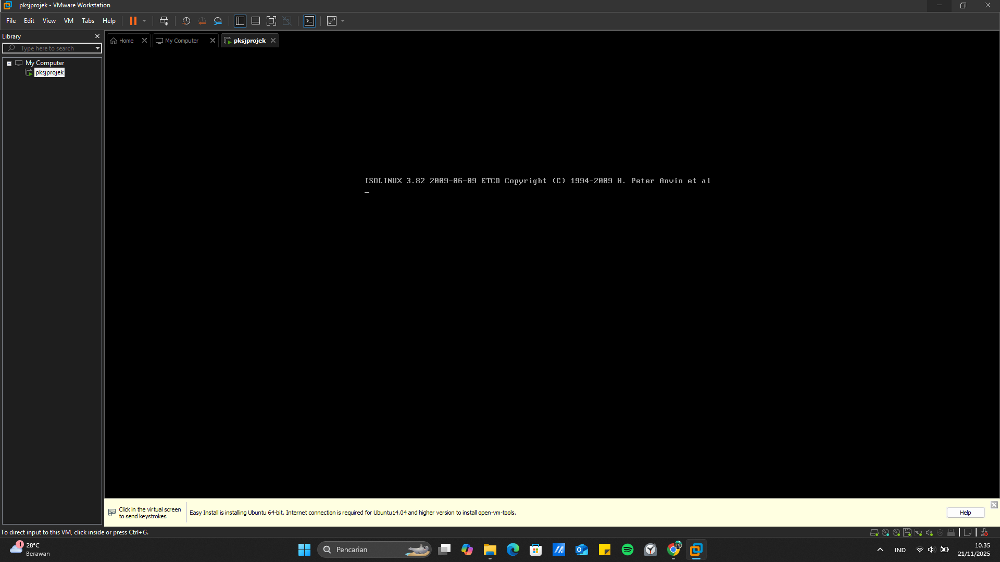 pksjprojek - VMware Workstation
File Edit View VM Tabs Help
Library
Type here to search
My Computer
pksjprojek
Home
My Computer
pksjprojek
ISOLINUX 3.82 2009-06-09 ETCD Copyright (C) 1994-2009 H. Peter Anvin et al
_
Click in the virtual screen
to send keystrokes
Easy Install is installing Ubuntu 64-bit. Internet connection is required for Ubuntu14.04 and higher version to install open-vm-tools.
Help
To direct input to this VM, click inside or press Ctrl+G.
1
28°C
Berawan
Pencarian
IND
10.35
21/11/2025